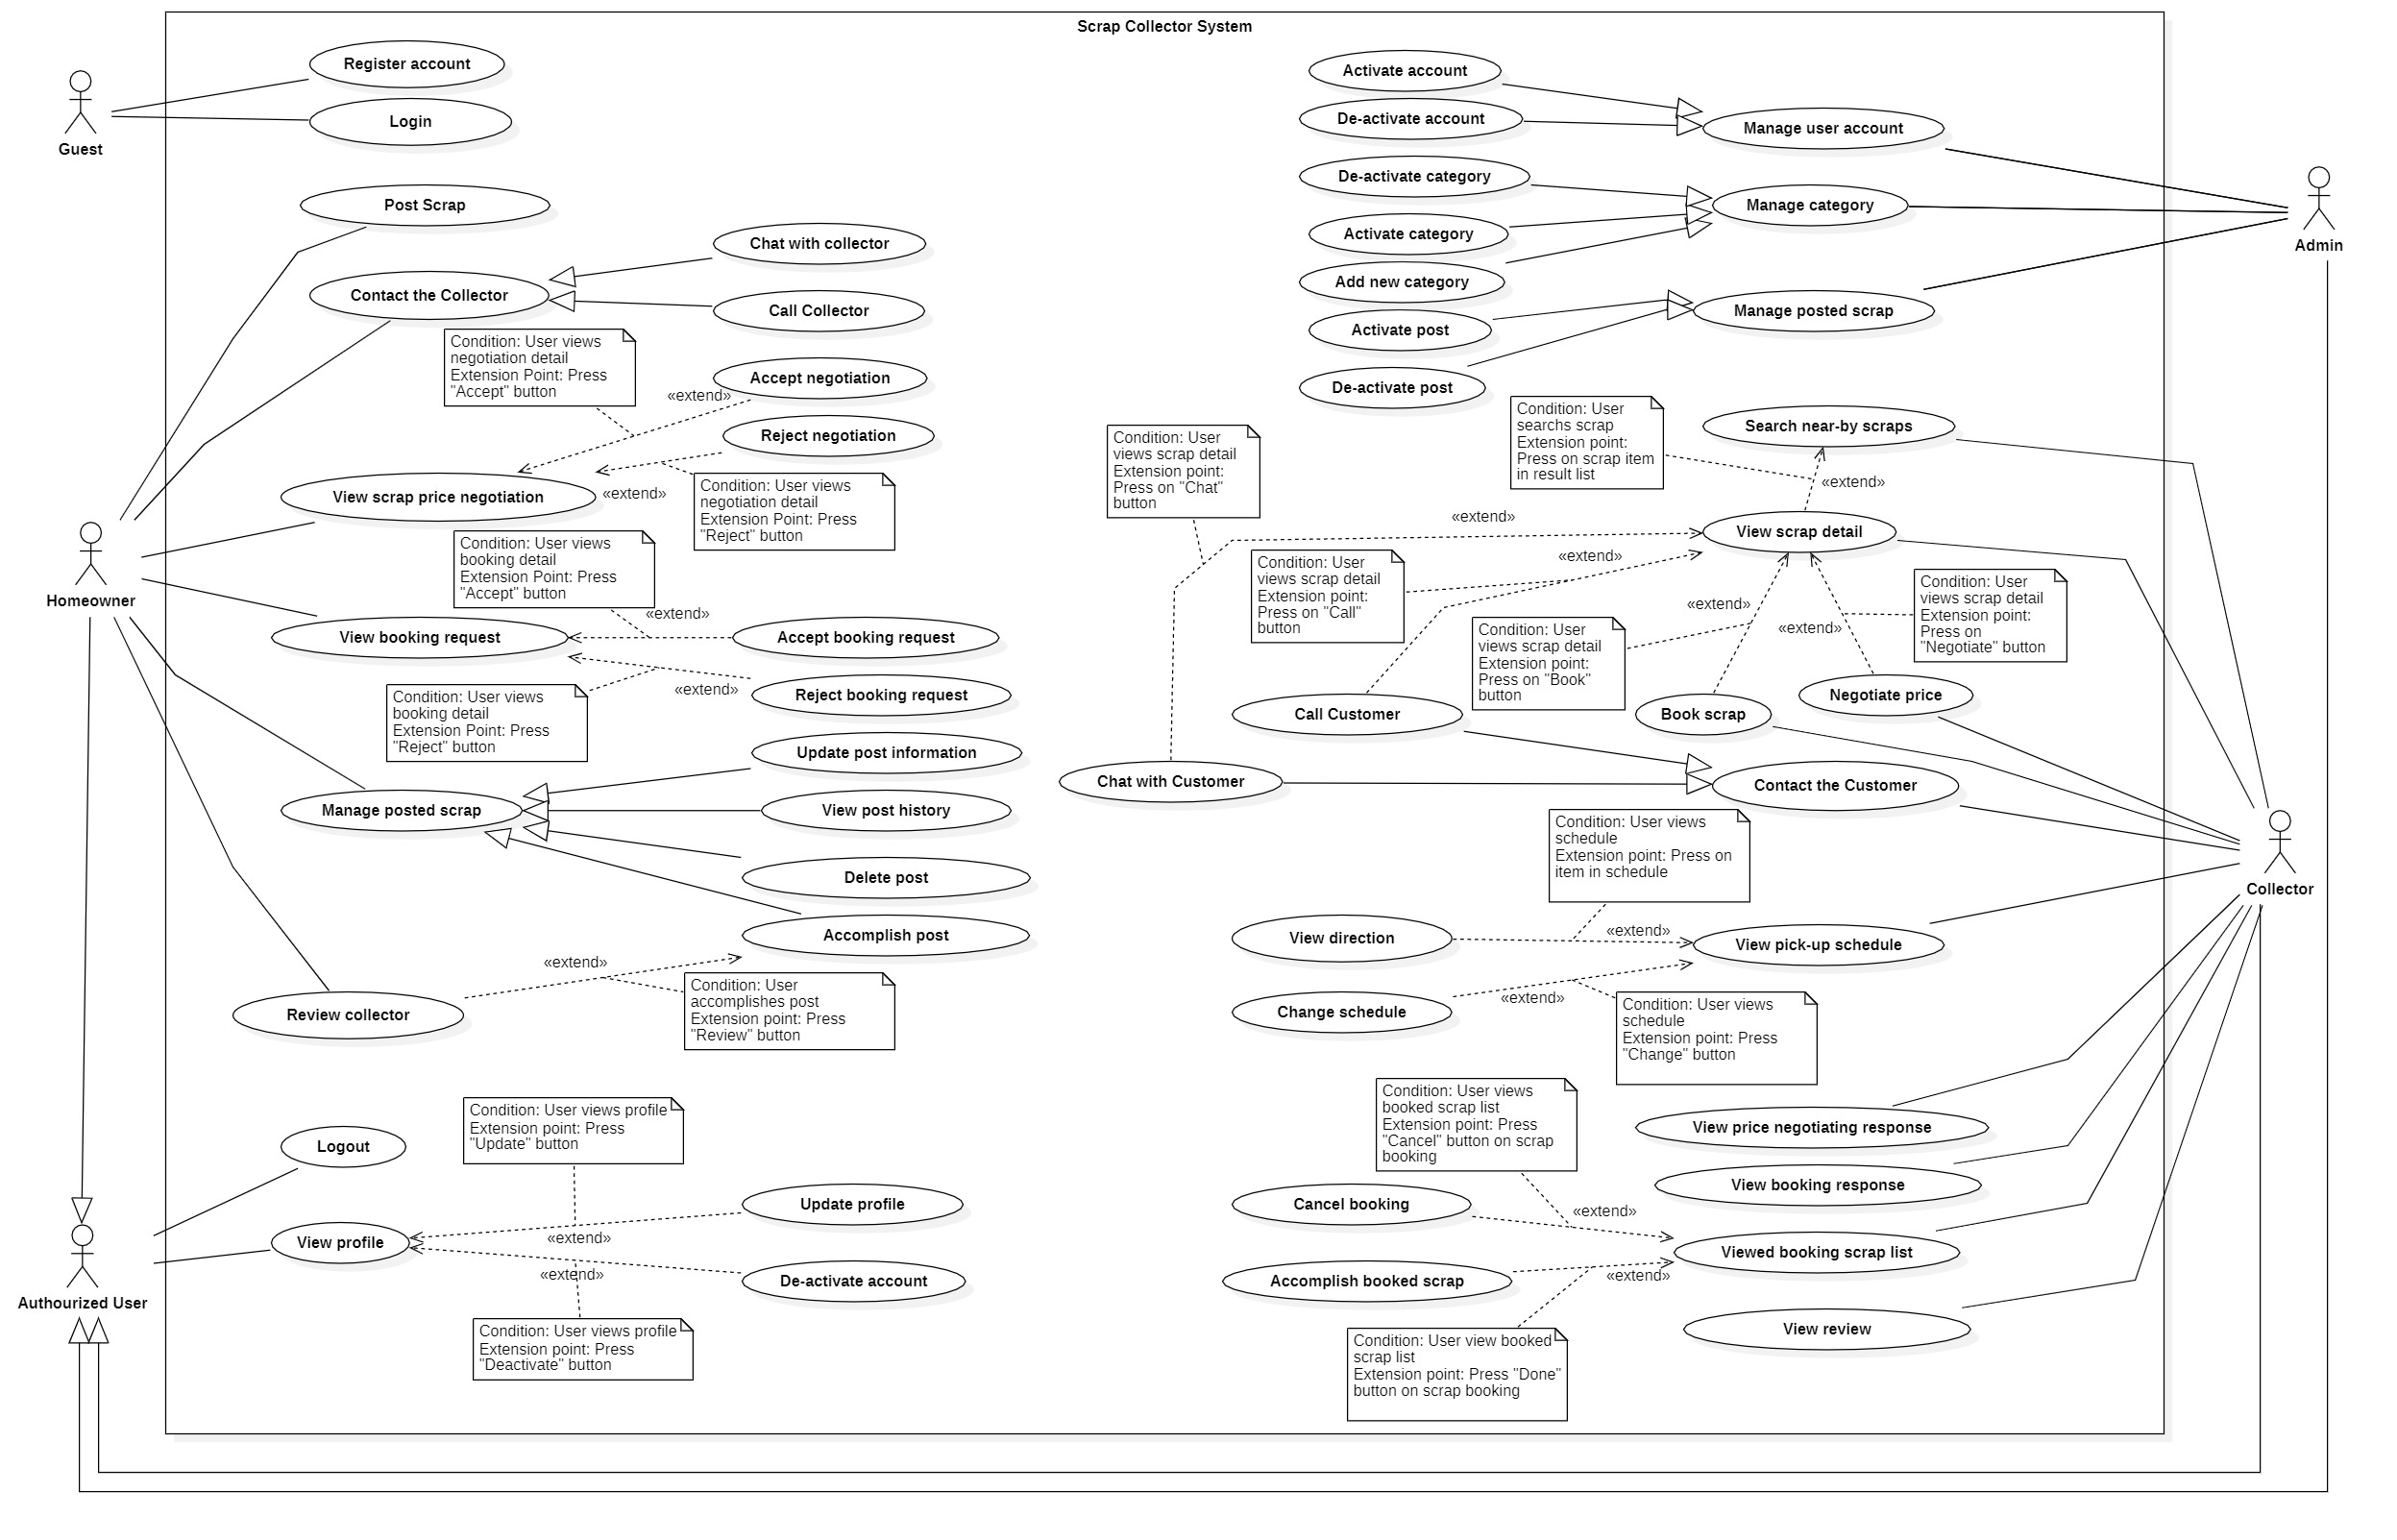 Scrap Collector System
Register account
Login
Guest
Post Scrap
Chat with collector
Contact the Collector
Call Collector
Condition: User views
negotiation detail
Extension Point: Press
"Accept" button
«extend»
Accept negotiation
Reject negotiation
View scrap price negotiation
«extend»
Condition: User views
negotiation detail
Extension Point: Press
"Reject" button
Homeowner
Condition: User views
booking detail
Extension Point: Press
"Accept" button
«extend»
View booking request
Accept booking request
«extend»
Reject booking request
Condition: User views
booking detail
Extension Point: Press
"Reject" button
Update post information
Manage posted scrap
View post history
Delete post
Accomplish post
«extend»
Review collector
Condition: User
accomplishes post
Extension point: Press
"Review" button
Logout
Condition: User views profile
Extension point: Press
"Update" button
Update profile
View profile
«extend»
«extend»
De-activate account
Authourized User
Condition: User views profile
Extension point: Press
"Deactivate" button
Activate account
De-activate account
Manage user account
De-activate category
Manage category
Activate category
Add new category
Admin
Activate post
Manage posted scrap
De-activate post
Condition: User
views scrap detail
Extension point:
Press on "Chat"
button
Condition: User
searchs scrap
Extension point:
Press on scrap item
in result list
Search near-by scraps
«extend»
«extend»
View scrap detail
«extend»
Condition: User
views scrap detail
Extension point:
Press on "Call"
button
Condition: User
views scrap detail
Extension point:
Press on "Book"
button
«extend»
«extend»
Condition: User
views scrap detail
Extension point:
Press on
"Negotiate" button
Call Customer
Book scrap
Negotiate price
Chat with Customer
Contact the Customer
Condition: User views
schedule
Extension point: Press on
item in schedule
Collector
View direction
«extend»
View pick-up schedule
Change schedule
«extend»
Condition: User views
schedule
Extension point: Press
"Change" button
Condition: User views
booked scrap list
Extension point: Press
"Cancel" button on scrap
booking
View price negotiating response
View booking response
Cancel booking
«extend»
Viewed booking scrap list
Accomplish booked scrap
«extend»
View review
Condition: User view booked
scrap list
Extension point: Press "Done"
button on scrap booking